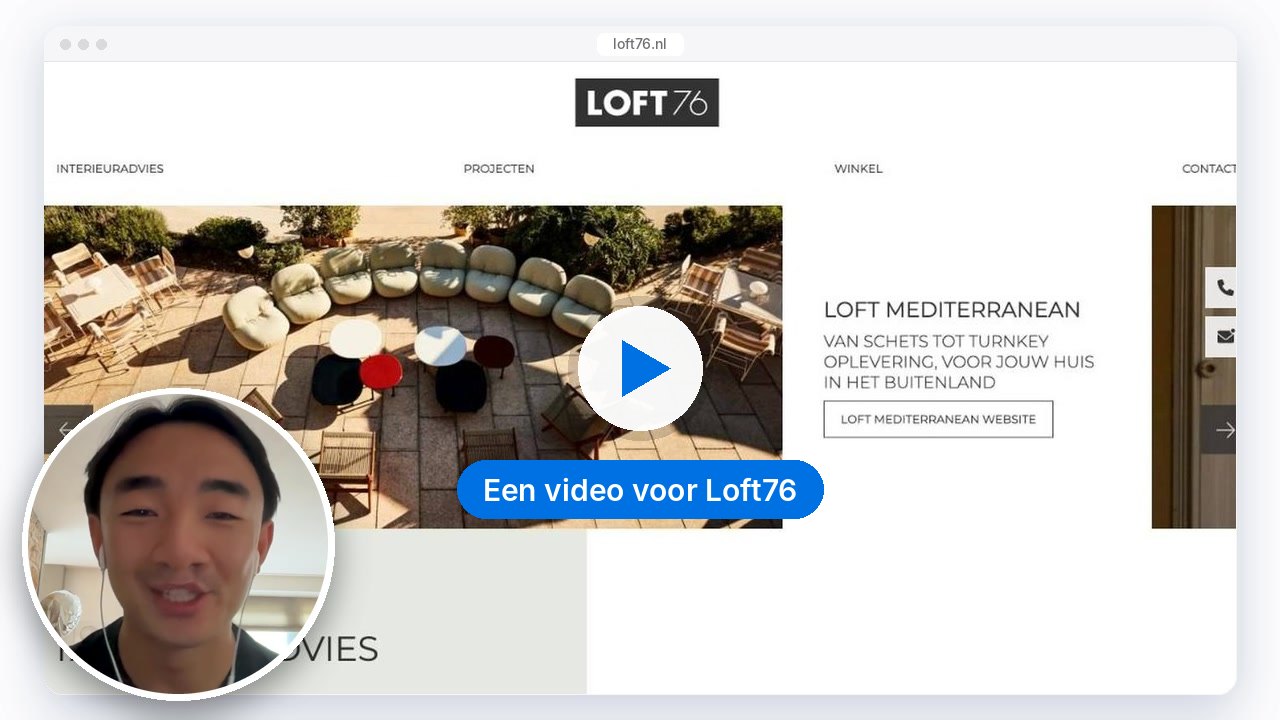 loft76.nl
LOFT76
INTERIEURADVIES
PROJECTEN
WINKEL
CONTACT
LOFT MEDITERRANEAN
VAN SCHETS TOT TURNKEY
OPLEVERING, VOOR JOUW HUIS
IN HET BUITENLAND
LOFT MEDITERRANEAN WEBSITE
Een video voor Loft76